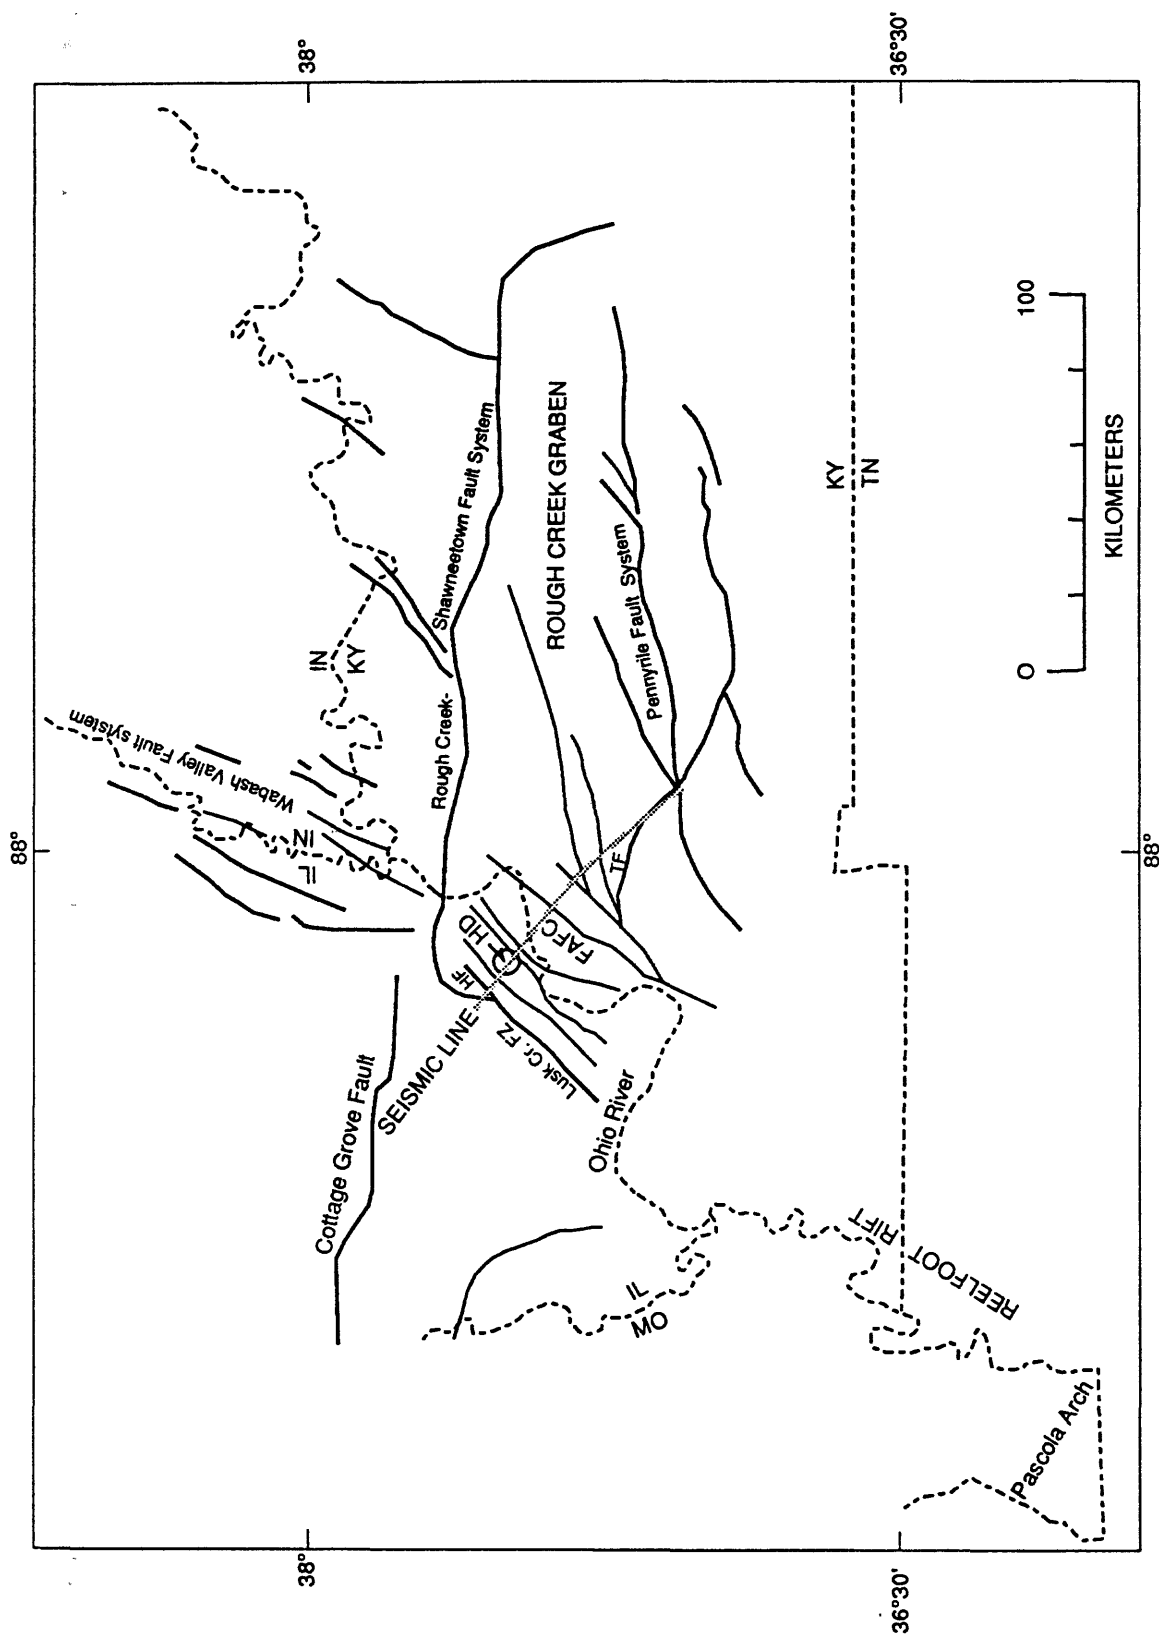 88°
38°
38°
36°30'
36°30'
88°
Wabash Valley Fault sylstem
IL
IN
IN
KY
Cottage Grove Fault
SEISMIC LINE
HF
HD
Lusk Cr. FZ
FAFC
TF
Rough Creek-
Shawneetown Fault System
ROUGH CREEK GRABEN
Pennyrile Fault System
Ohio River
IL
MO
REELFOOT RIFT
Pascola Arch
KY
TN
0
100
KILOMETERS